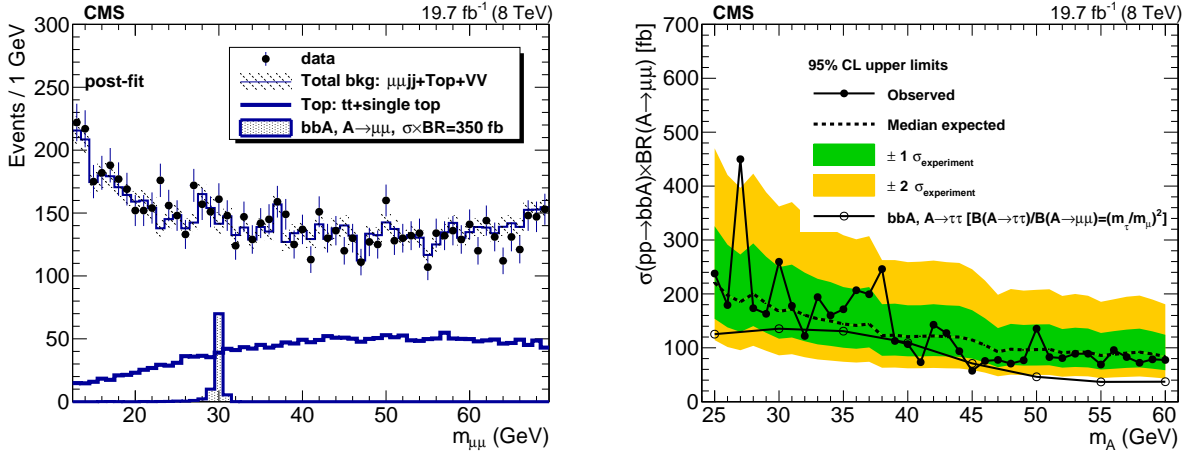 CMS 19.7 fb⁻¹ (8 TeV)
Events / 1 GeV
post-fit
data
Total bkg: μμjj+Top+VV
Top: tt+single top
bbA, A→μμ, σ×BR=350 fb
300
250
200
150
100
50
0
20 30 40 50 60
m_μμ (GeV)
CMS 19.7 fb⁻¹ (8 TeV)
σ(pp→bbA)×BR(A→μμ) [fb]
95% CL upper limits
Observed
Median expected
± 1 σ_experiment
± 2 σ_experiment
bbA, A→ττ [B(A→ττ)/B(A→μμ)=(m_τ/m_μ)²]
700
600
500
400
300
200
100
0
25 30 35 40 45 50 55 60
m_A (GeV)